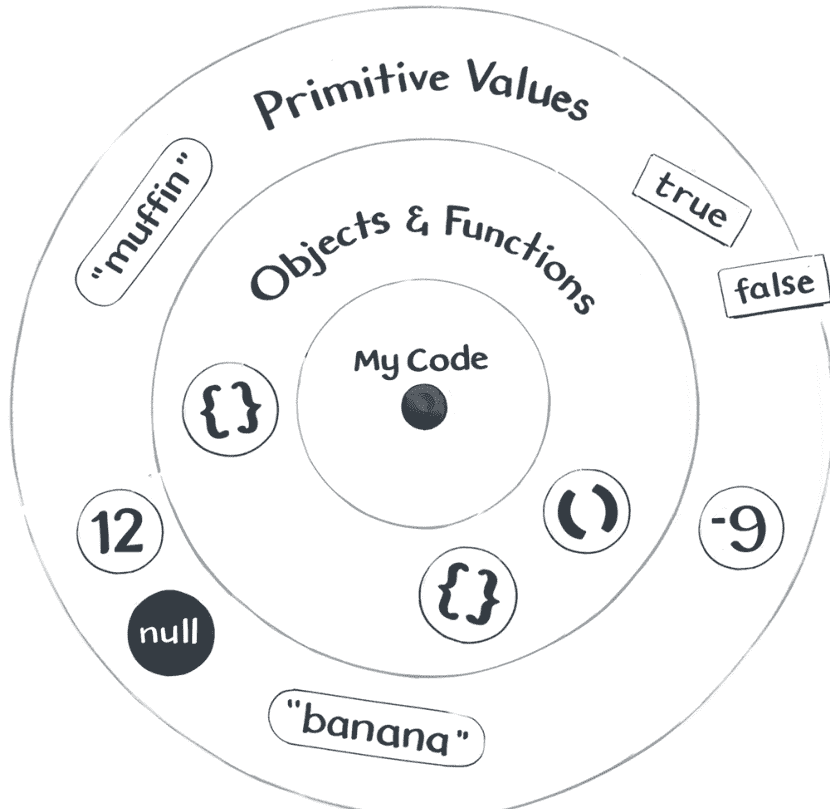 Primitive Values
"muffin"
true
false
Objects & Functions
My Code
{}
()
{}
12
-9
null
"banana"